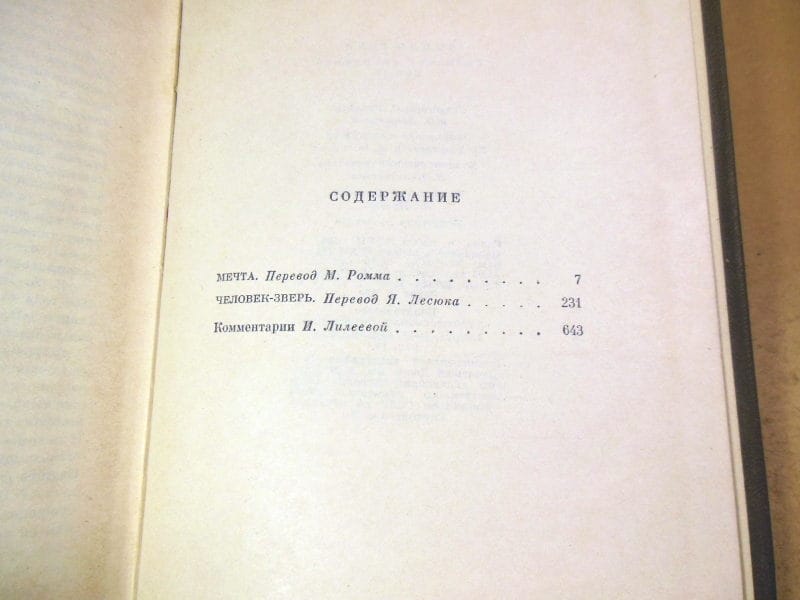 СОДЕРЖАНИЕ
МЕЧТА. Перевод М. Ромма . . . . . . . . . 7
ЧЕЛОВЕК-ЗВЕРЬ. Перевод Я. Лесюка . . . . . 231
Комментарии И. Лилеевой . . . . . . . . . . 643